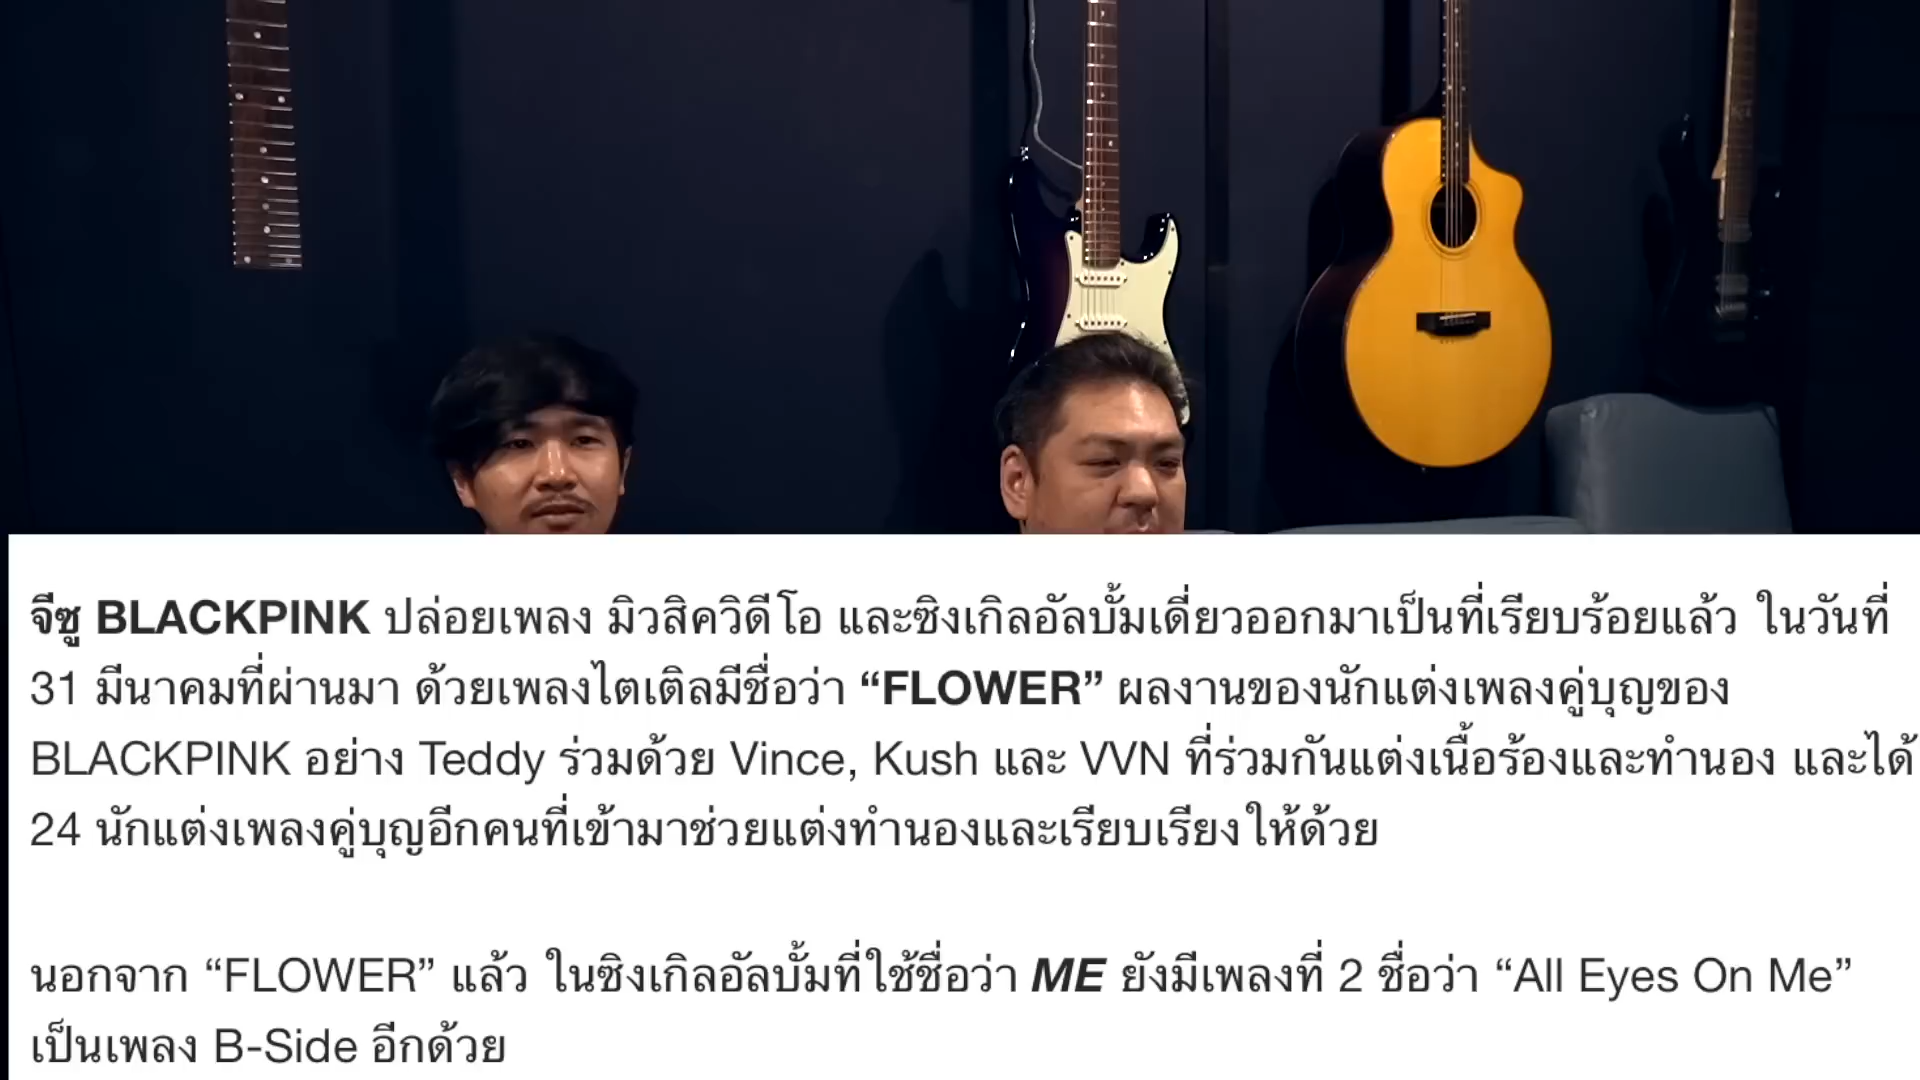 จีซู BLACKPINK ปล่อยเพลง มิวสิควิดีโอ และซิงเกิลอัลบั้มเดี่ยวออกมาเป็นที่เรียบร้อยแล้ว ในวันที่
31 มีนาคมที่ผ่านมา ด้วยเพลงไตเติลมีชื่อว่า “FLOWER” ผลงานของนักแต่งเพลงคู่บุญของ
BLACKPINK อย่าง Teddy ร่วมด้วย Vince, Kush และ VVN ที่ร่วมกันแต่งเนื้อร้องและทำนอง และได้
24 นักแต่งเพลงคู่บุญอีกคนที่เข้ามาช่วยแต่งทำนองและเรียบเรียงให้ด้วย
นอกจาก “FLOWER” แล้ว ในซิงเกิลอัลบั้มที่ใช้ชื่อว่า ME ยังมีเพลงที่ 2 ชื่อว่า “All Eyes On Me”
เป็นเพลง B-Side อีกด้วย